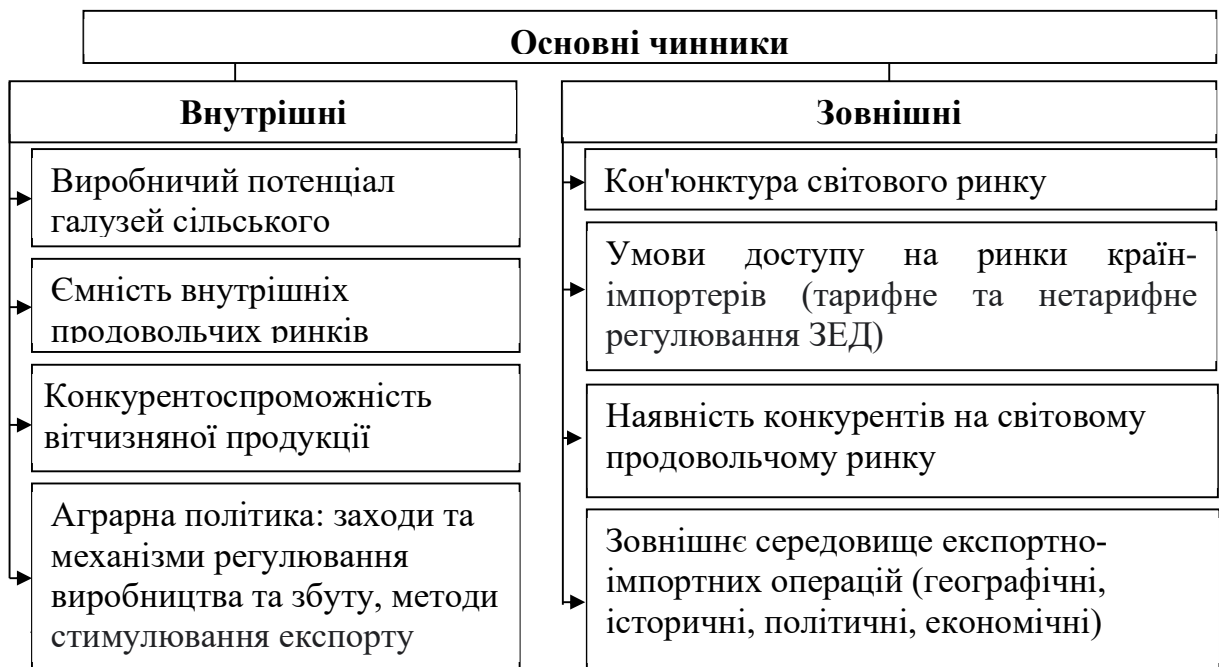 Основні чинники
Внутрішні
Виробничий потенціал
галузей сільського
Ємність внутрішніх
продовольчих ринків
Конкурентоспроможність
вітчизняної продукції
Аграрна політика: заходи та
механізми регулювання
виробництва та збуту, методи
стимулювання експорту
Зовнішні
Кон'юнктура світового ринку
Умови доступу на ринки країн-
імпортерів (тарифне та нетарифне
регулювання ЗЕД)
Наявність конкурентів на світовому
продовольчому ринку
Зовнішнє середовище експортно-
імпортних операцій (географічні,
історичні, політичні, економічні)